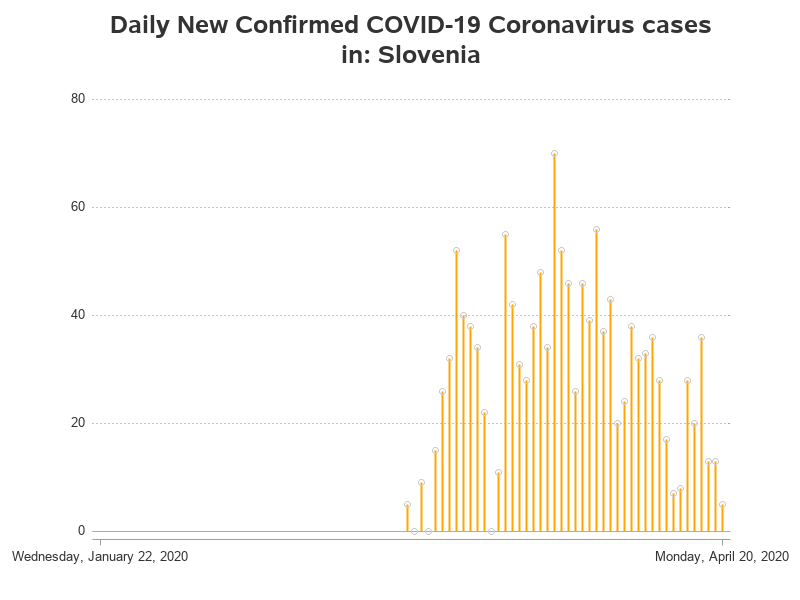 Daily New Confirmed COVID-19 Coronavirus cases
in: Slovenia
80
60
40
20
0
Wednesday, January 22, 2020 Monday, April 20, 2020